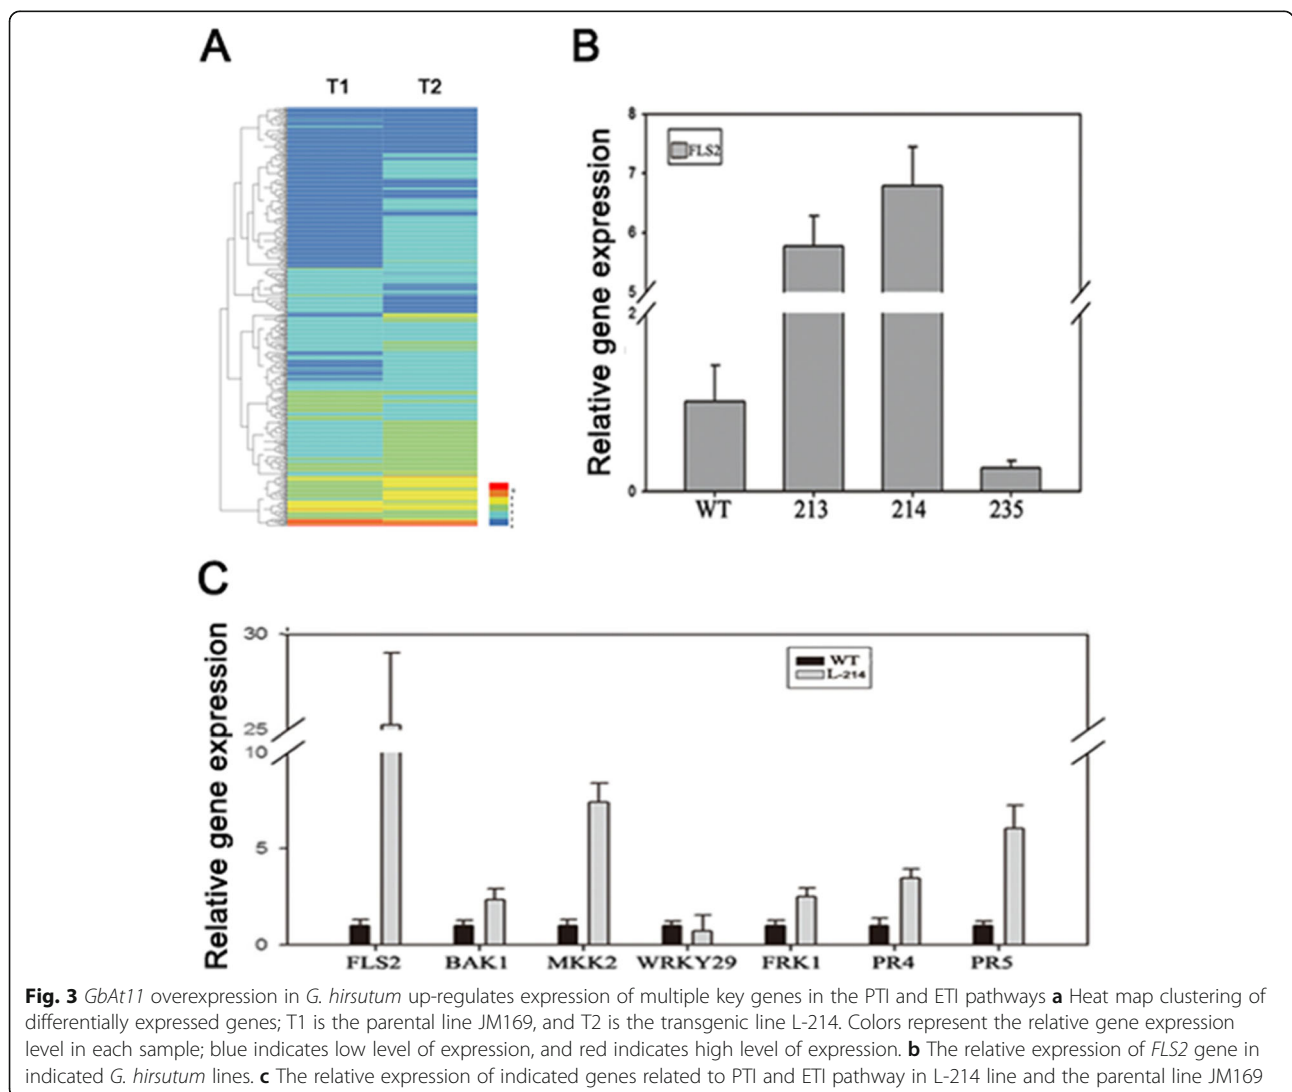 A
T1 T2
B
Relative gene expression
8
7
6
5
2
0
FLS2
WT 213 214 235
C
Relative gene expression
30
25
10
5
0
WT
L-214
FLS2 BAK1 MKK2 WRKY29 FRK1 PR4 PR5
Fig. 3 GbAt11 overexpression in G. hirsutum up-regulates expression of multiple key genes in the PTI and ETI pathways a Heat map clustering of
differentially expressed genes; T1 is the parental line JM169, and T2 is the transgenic line L-214. Colors represent the relative gene expression
level in each sample; blue indicates low level of expression, and red indicates high level of expression. b The relative expression of FLS2 gene in
indicated G. hirsutum lines. c The relative expression of indicated genes related to PTI and ETI pathway in L-214 line and the parental line JM169